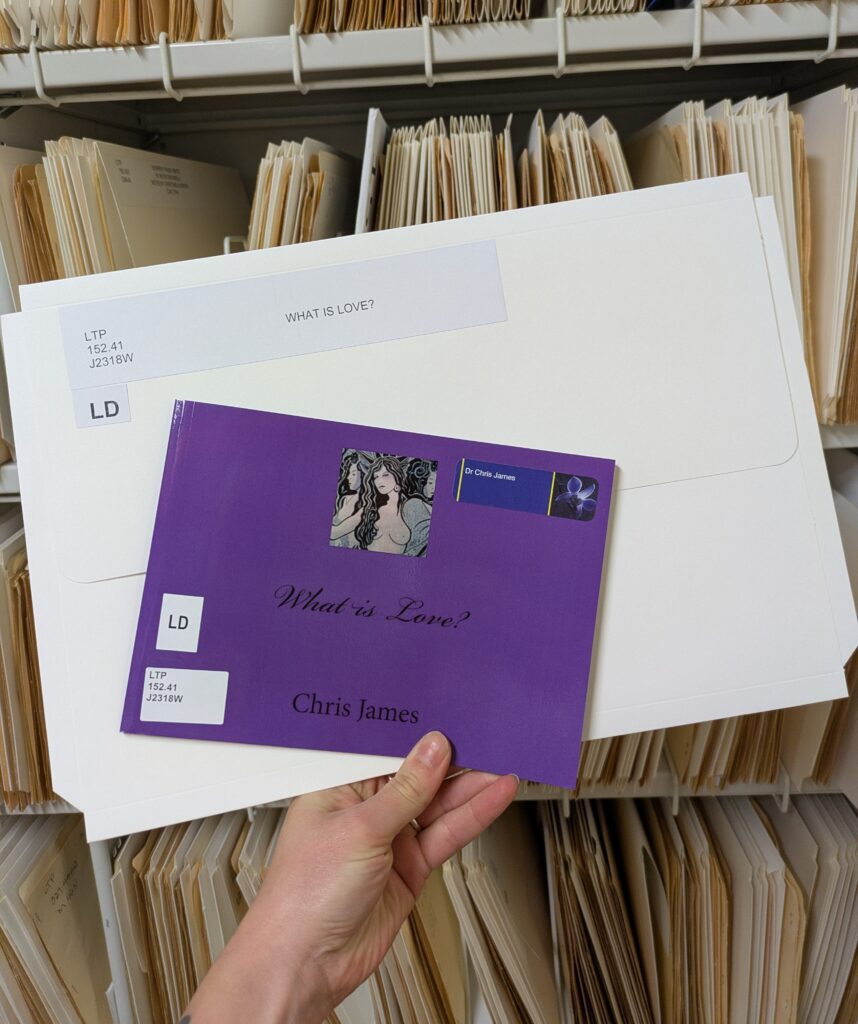 WHAT IS LOVE?
LTP
152.41
J2318W
LD
Dr Chris James
What is Love?
LD
LTP
152.41
J2318W
Chris James